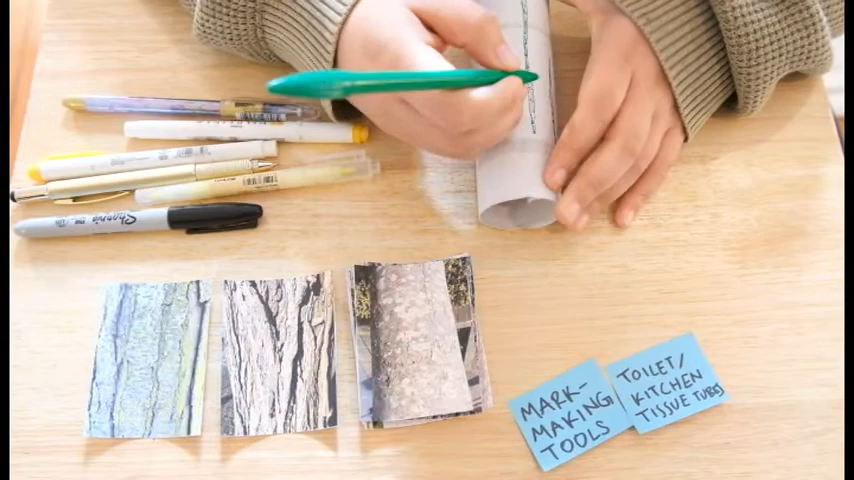 Sharpie
MARK-
MAKING
TOOLS
TOILET/
KITCHEN
TISSUE TUBES